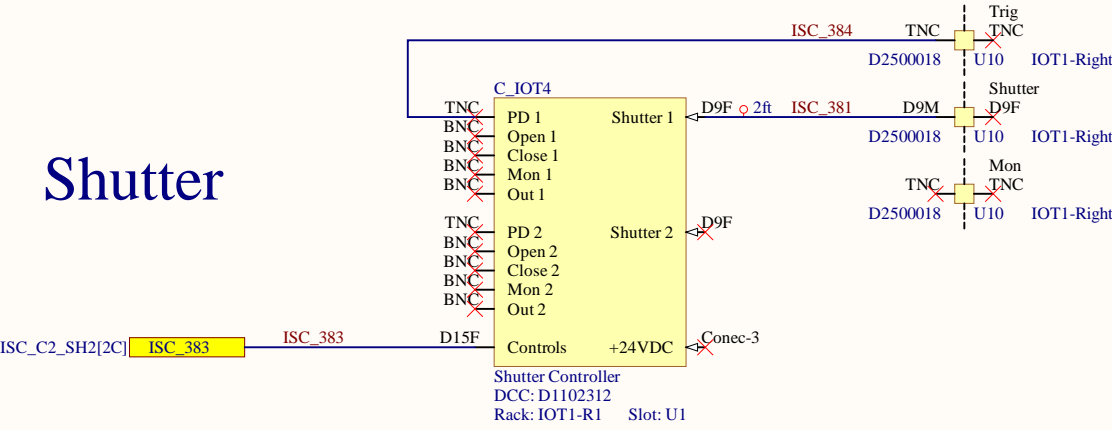 Trig
ISC_384 TNC TNC
D2500018 U10 IOT1-Right
C_IOT4 Shutter
TNC PD 1 Shutter 1 D9F 2ft ISC_381 D9M D9F
BNC Open 1 D2500018 U10 IOT1-Right
BNC Close 1
BNC Mon 1 Mon
Shutter
BNC Out 1 TNC TNC
D2500018 U10 IOT1-Right
TNC PD 2 Shutter 2 D9F
BNC Open 2
BNC Close 2
BNC Mon 2
BNC Out 2
ISC_C2_SH2[2C] ISC_383 ISC_383 D15F Controls +24VDC Conec-3
Shutter Controller
DCC: D1102312
Rack: IOT1-R1 Slot: U1